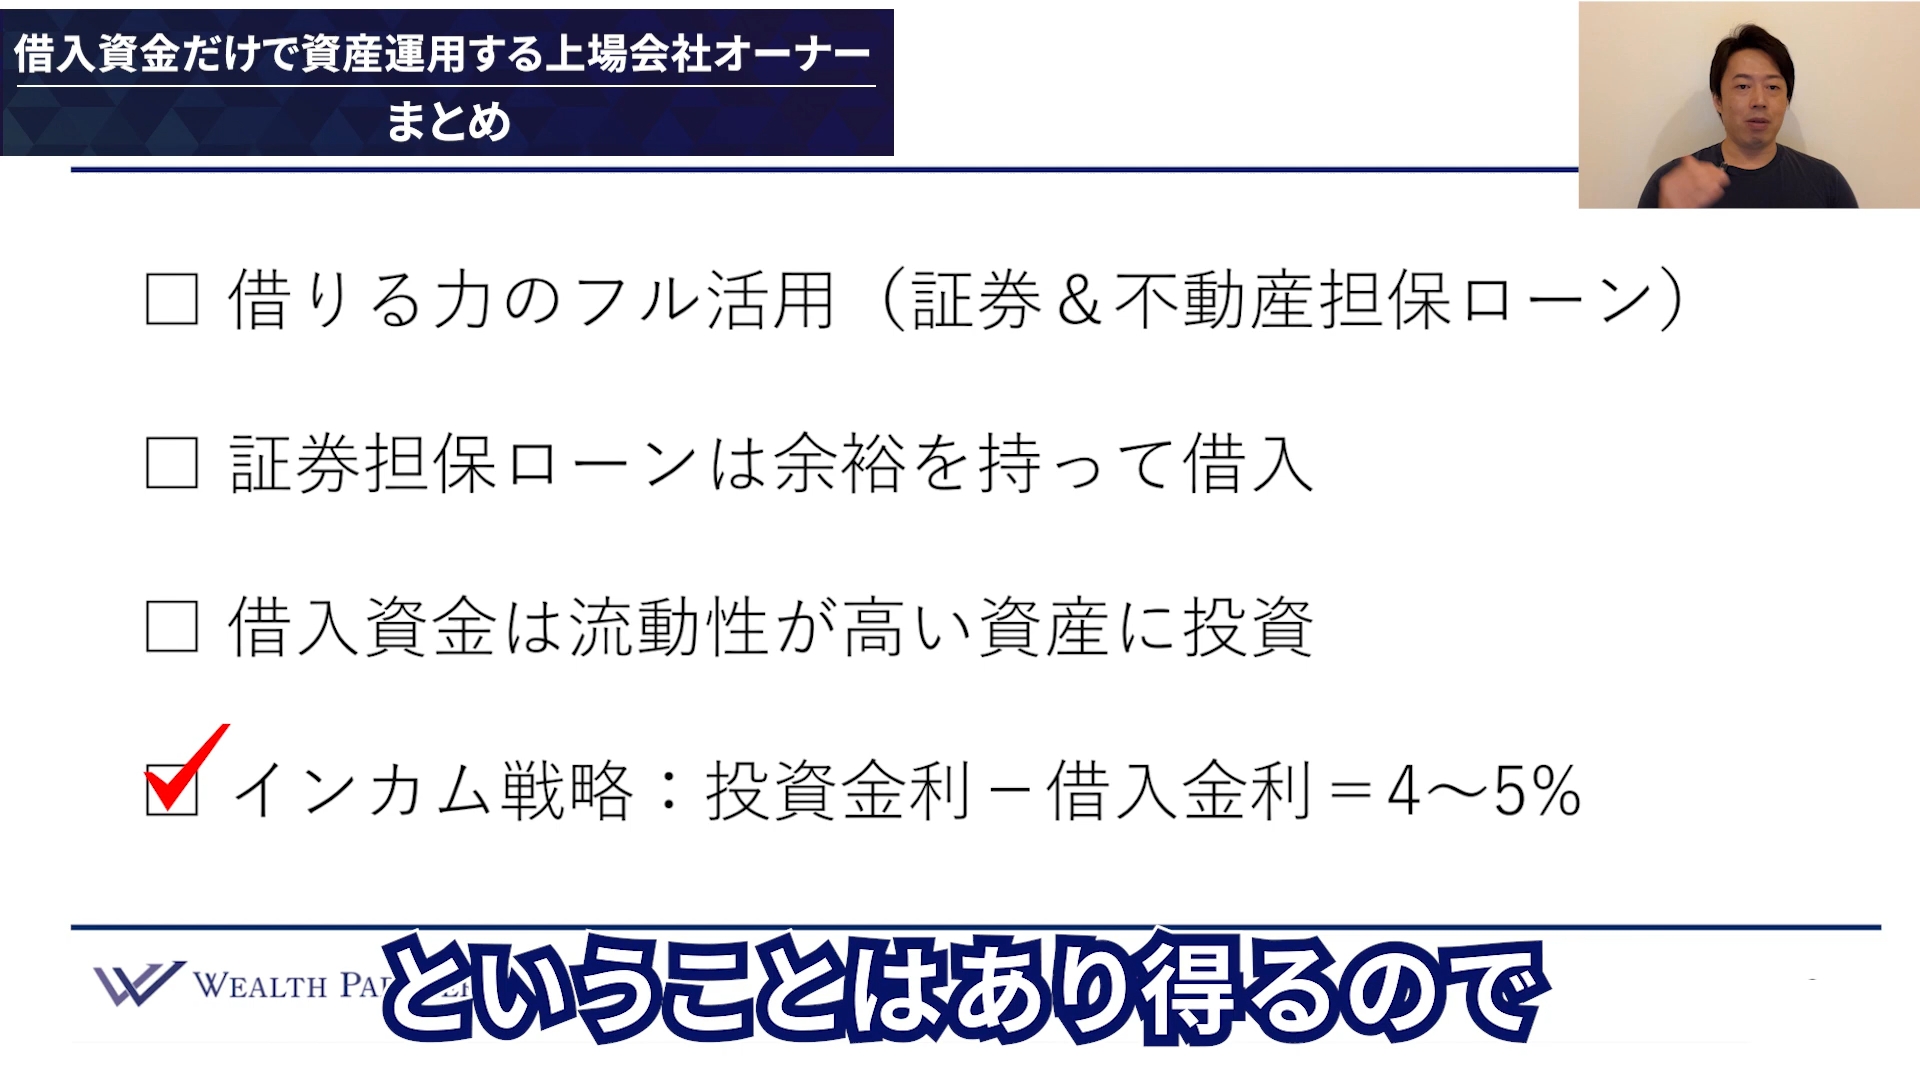 借入資金だけで資産運用する上場会社オーナー
まとめ
□ 借りる力のフル活用（証券＆不動産担保ローン）
□ 証券担保ローンは余裕を持って借入
□ 借入資金は流動性が高い資産に投資
☑ インカム戦略：投資金利－借入金利＝4～5%
WEALTH
ということはあり得るので